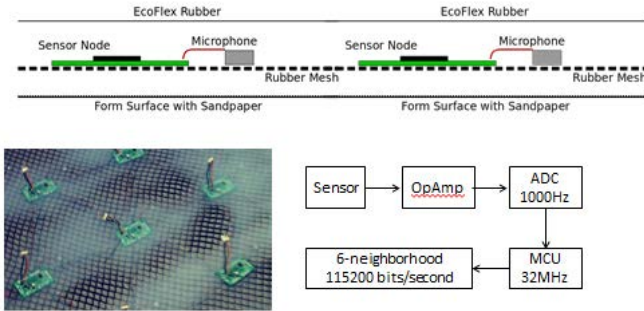 EcoFlex Rubber
EcoFlex Rubber
Sensor Node
Microphone
Sensor Node
Microphone
Rubber Mesh
Rubber Mesh
Form Surface with Sandpaper
Form Surface with Sandpaper
Sensor
OpAmp
ADC
1000Hz
6-neighborhood
115200 bits/second
MCU
32MHz